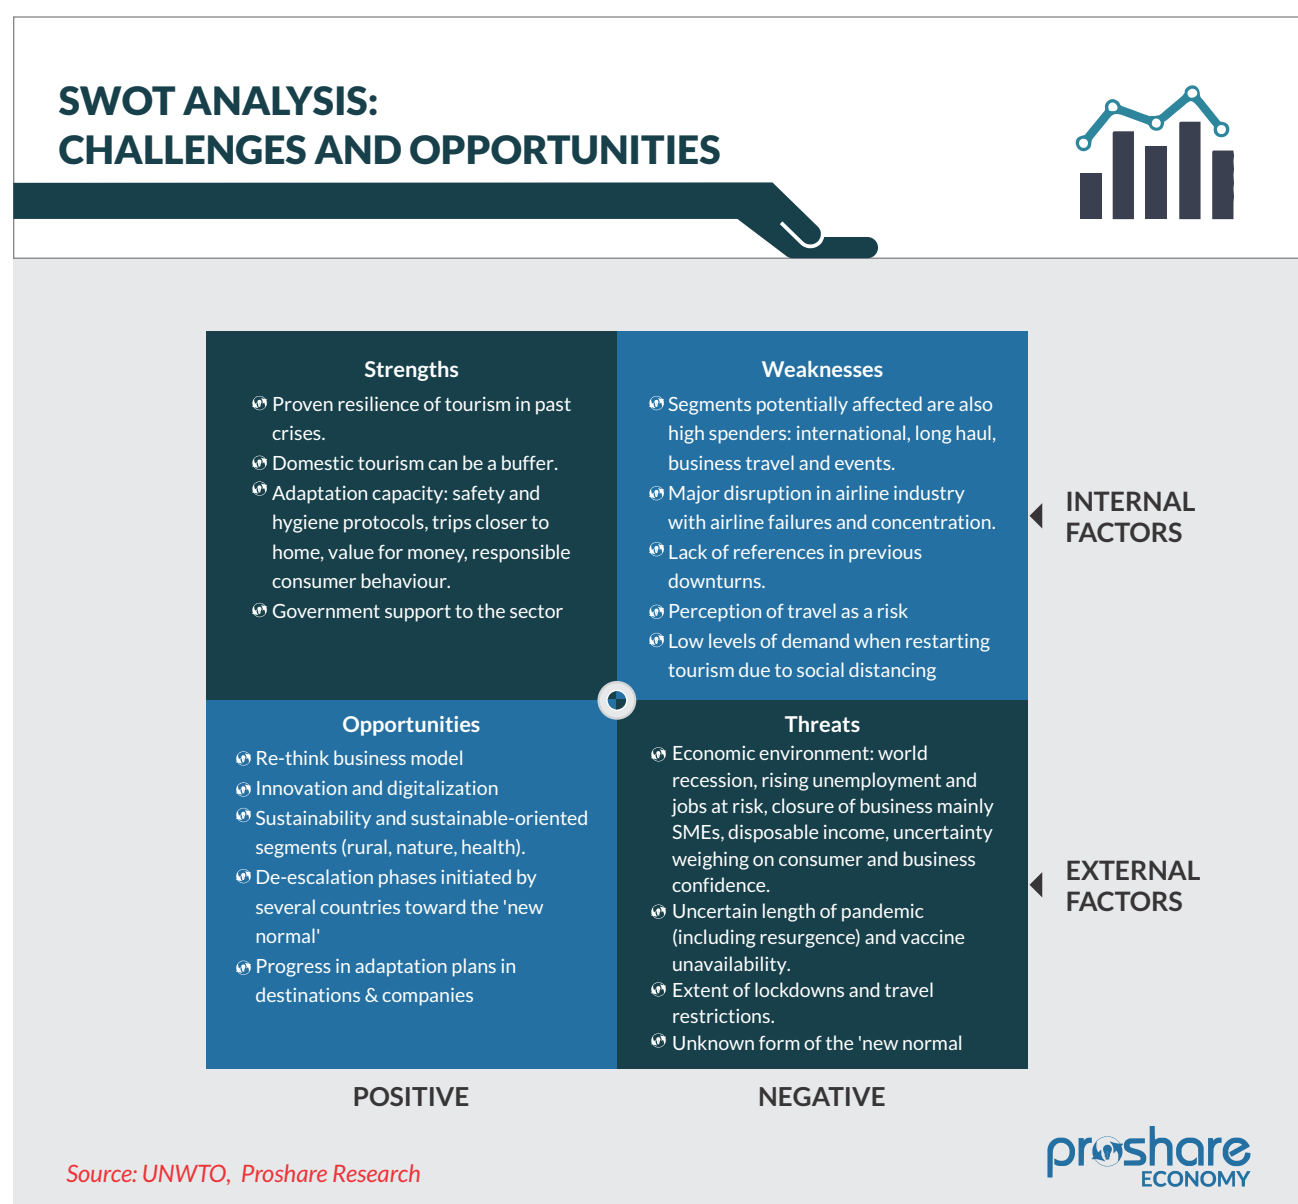 SWOT ANALYSIS:
CHALLENGES AND OPPORTUNITIES
Strengths
Proven resilience of tourism in past
crises.
Domestic tourism can be a buffer.
Adaptation capacity: safety and
hygiene protocols, trips closer to
home, value for money, responsible
consumer behaviour.
Government support to the sector
Weaknesses
Segments potentially affected are also
high spenders: international, long haul,
business travel and events.
Major disruption in airline industry
with airline failures and concentration.
Lack of references in previous
downturns.
Perception of travel as a risk
Low levels of demand when restarting
tourism due to social distancing
INTERNAL
FACTORS
Opportunities
Re-think business model
Innovation and digitalization
Sustainability and sustainable-oriented
segments (rural, nature, health).
De-escalation phases initiated by
several countries toward the 'new
normal'
Progress in adaptation plans in
destinations & companies
Threats
Economic environment: world
recession, rising unemployment and
jobs at risk, closure of business mainly
SMEs, disposable income, uncertainty
weighing on consumer and business
confidence.
Uncertain length of pandemic
(including resurgence) and vaccine
unavailability.
Extent of lockdowns and travel
restrictions.
Unknown form of the 'new normal
EXTERNAL
FACTORS
POSITIVE
NEGATIVE
Source: UNWTO, Proshare Research
proshare
ECONOMY